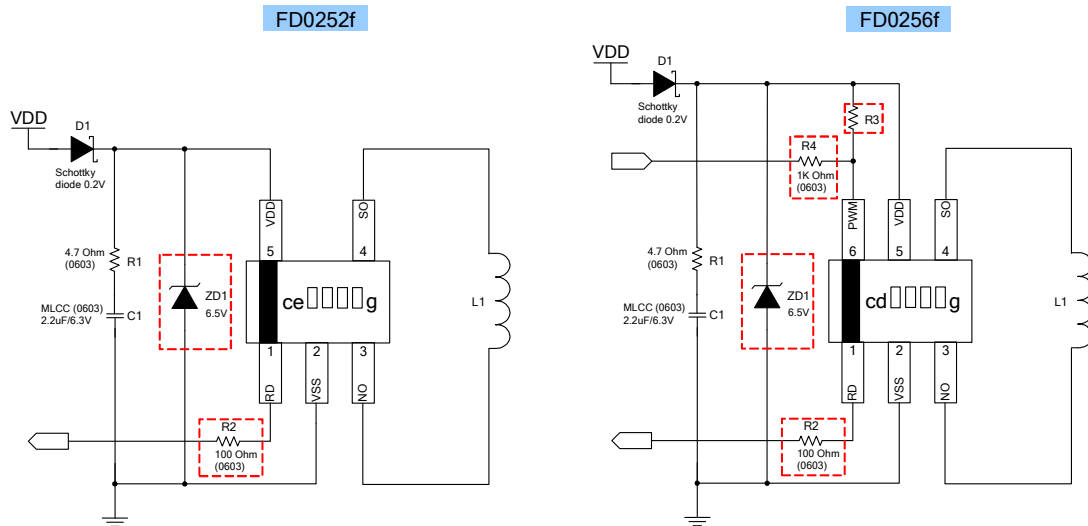 FD0252f
VDD
D1
Schottky
diode 0.2V
VDD
5
SO
4
4.7 Ohm
(0603)
R1
ZD1
6.5V
ce▯▯▯▯g
L1
MLCC (0603)
2.2uF/6.3V
C1
1
RD
2
VSS
3
NO
R2
100 Ohm
(0603)
FD0256f
VDD
D1
Schottky
diode 0.2V
R3
R4
1K Ohm
(0603)
PWM
6
VDD
5
SO
4
4.7 Ohm
(0603)
R1
ZD1
6.5V
cd▯▯▯▯g
L1
MLCC (0603)
2.2uF/6.3V
C1
1
RD
2
VSS
3
NO
R2
100 Ohm
(0603)